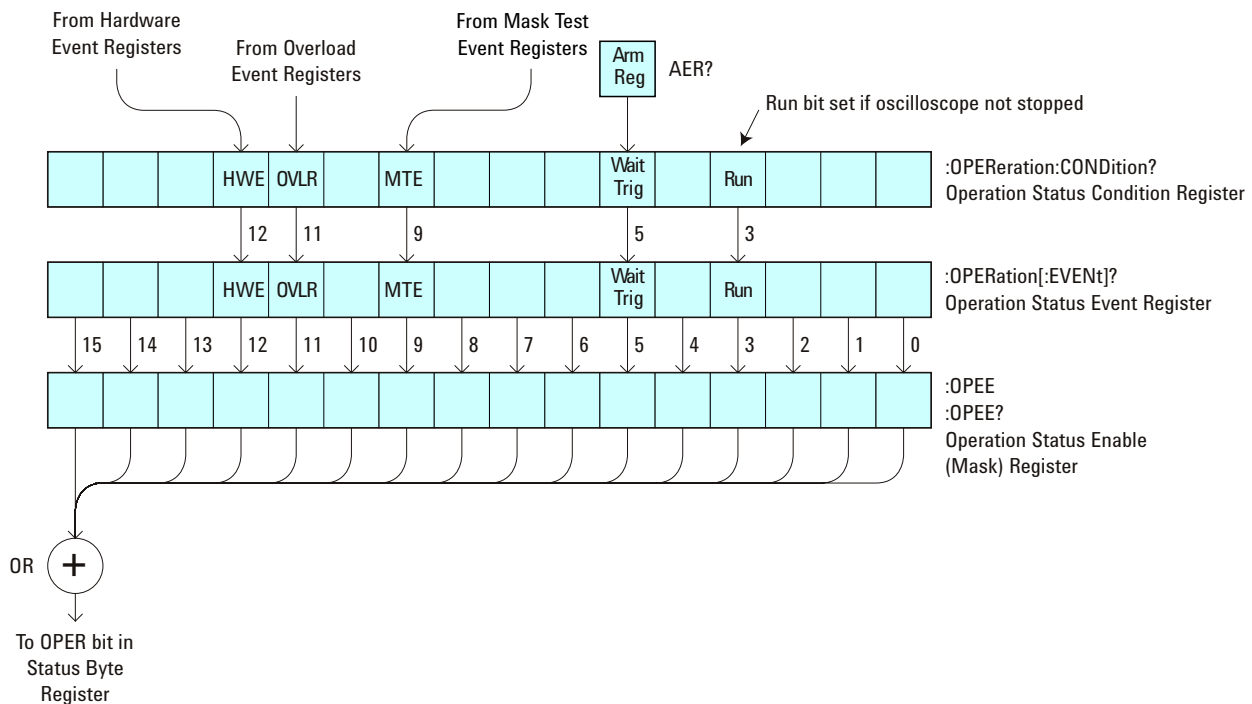 From Hardware
Event Registers
From Overload
Event Registers
From Mask Test
Event Registers
Arm
Reg
AER?
Run bit set if oscilloscope not stopped
HWE OVLR MTE Wait Trig Run
:OPEReration:CONDition?
Operation Status Condition Register
12 11 9 5 3
HWE OVLR MTE Wait Trig Run
:OPERation[:EVENt]?
Operation Status Event Register
15 14 13 12 11 10 9 8 7 6 5 4 3 2 1 0
:OPEE
:OPEE?
Operation Status Enable
(Mask) Register
OR +
To OPER bit in
Status Byte
Register